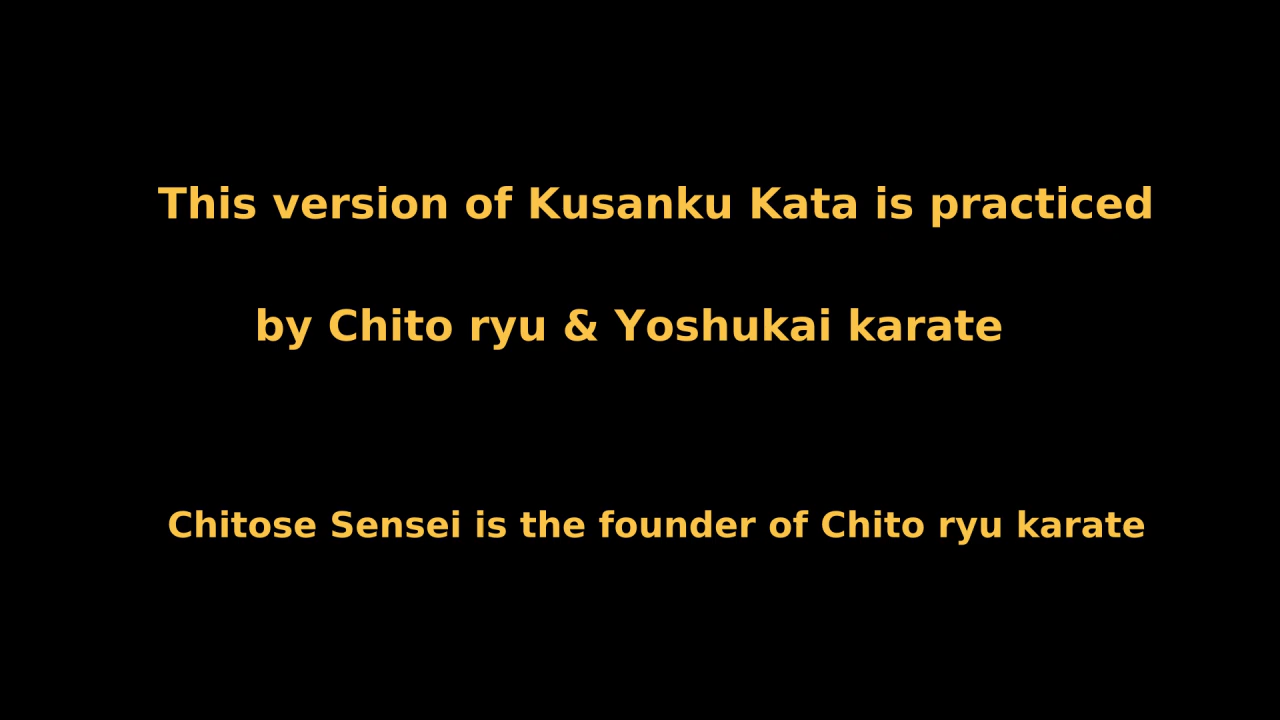 This version of Kusanku Kata is practiced
by Chito ryu & Yoshukai karate
Chitose Sensei is the founder of Chito ryu karate